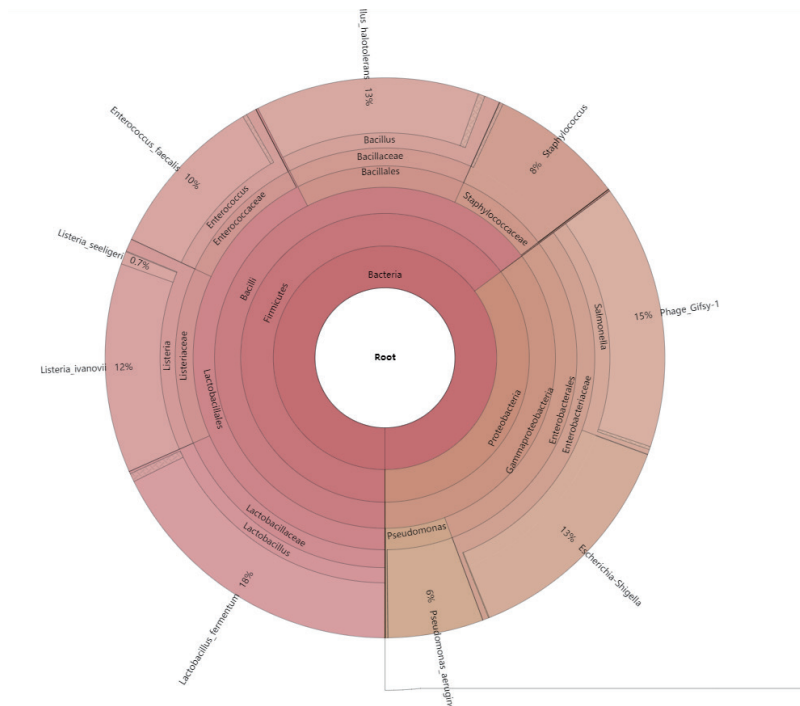 llus_halotolerans
13%
Bacillus
Bacillaceae
Bacillales
Staphylococcus
8%
Staphylococcaceae
Enterococcus_faecalis
10%
Enterococcus
Enterococcaceae
Listeria_seeligeri
0.7%
Listeria_ivanovii 12%
Listeria
Listeriaceae
Lactobacillales
Bacilli
Firmicutes
Bacteria
Root
Proteobacteria
Gammaproteobacteria
Enterobacterales
Enterobacteriaceae
Salmonella
15% Phage_Gifsy-1
13%
Escherichia-Shigella
Pseudomonas
6%
Pseudomonas_aerugin
Lactobacillaceae
Lactobacillus
18%
Lactobacillus_fermentum